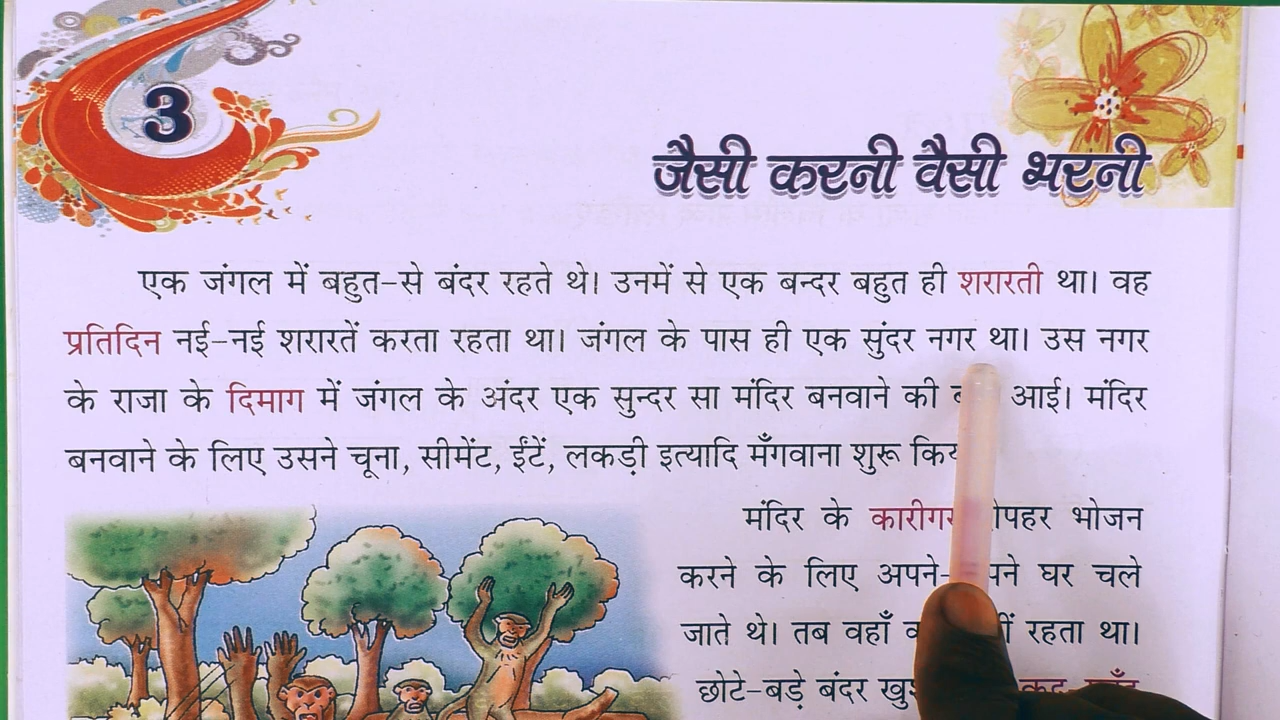 3
जैसी करनी वैसी भरनी
एक जंगल में बहुत-से बंदर रहते थे। उनमें से एक बन्दर बहुत ही शरारती था। वह
प्रतिदिन नई-नई शरारतें करता रहता था। जंगल के पास ही एक सुंदर नगर था। उस नगर
के राजा के दिमाग में जंगल के अंदर एक सुन्दर सा मंदिर बनवाने की आई। मंदिर
बनवाने के लिए उसने चूना, सीमेंट, ईंटें, लकड़ी इत्यादि मँगवाना शुरू
मंदिर के भोजन
करने के लिए घर चले
जाते थे। तब वहाँ रहता था।
छोटे-बड़े बंदर